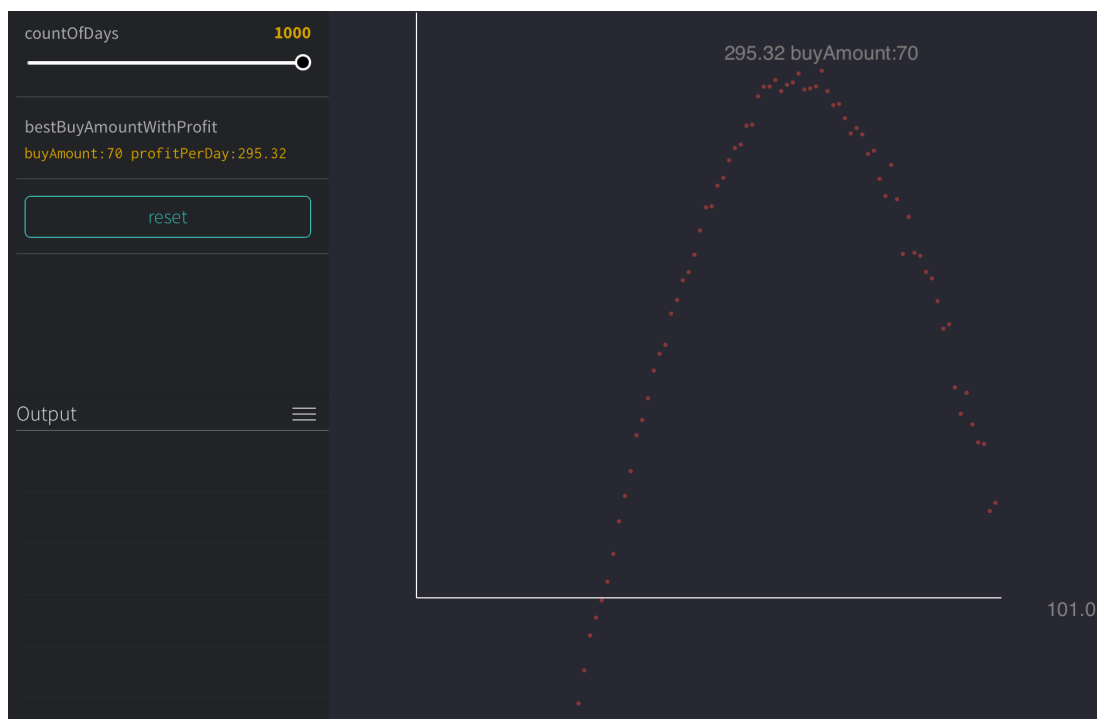 countOfDays 1000
bestBuyAmountWithProfit
buyAmount:70 profitPerDay:295.32
reset
Output
295.32 buyAmount:70
101.0